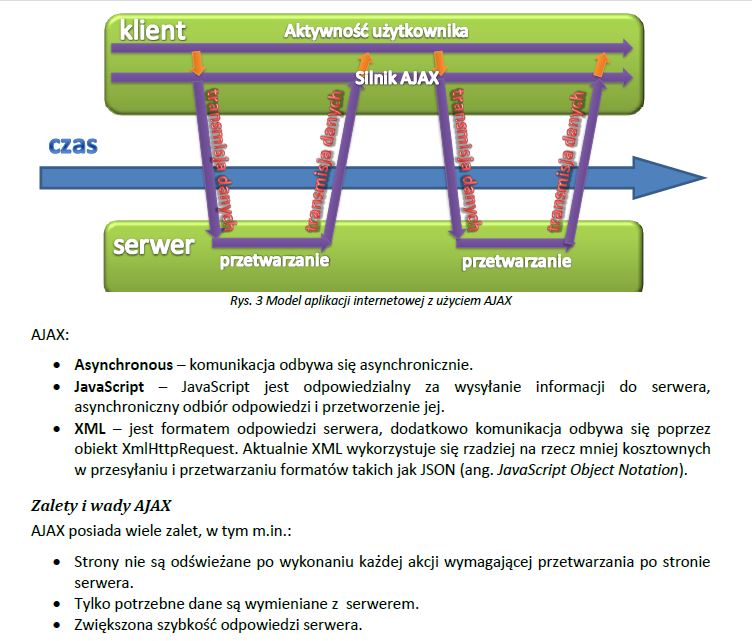 klient
Aktywność użytkownika
Silnik AJAX
transmisja danych
transmisja danych
transmisja danych
transmisja danych
czas
serwer
przetwarzanie
przetwarzanie
Rys. 3 Model aplikacji internetowej z użyciem AJAX
AJAX:
• Asynchronous – komunikacja odbywa się asynchronicznie.
• JavaScript – JavaScript jest odpowiedzialny za wysyłanie informacji do serwera,
asynchroniczny odbiór odpowiedzi i przetworzenie jej.
• XML – jest formatem odpowiedzi serwera, dodatkowo komunikacja odbywa się poprzez
obiekt XmlHttpRequest. Aktualnie XML wykorzystuje się rzadziej na rzecz mniej kosztownych
w przesyłaniu i przetwarzaniu formatów takich jak JSON (ang. JavaScript Object Notation).
Zalety i wady AJAX
AJAX posiada wiele zalet, w tym m.in.:
• Strony nie są odświeżane po wykonaniu każdej akcji wymagającej przetwarzania po stronie
serwera.
• Tylko potrzebne dane są wymieniane z serwerem.
• Zwiększona szybkość odpowiedzi serwera.